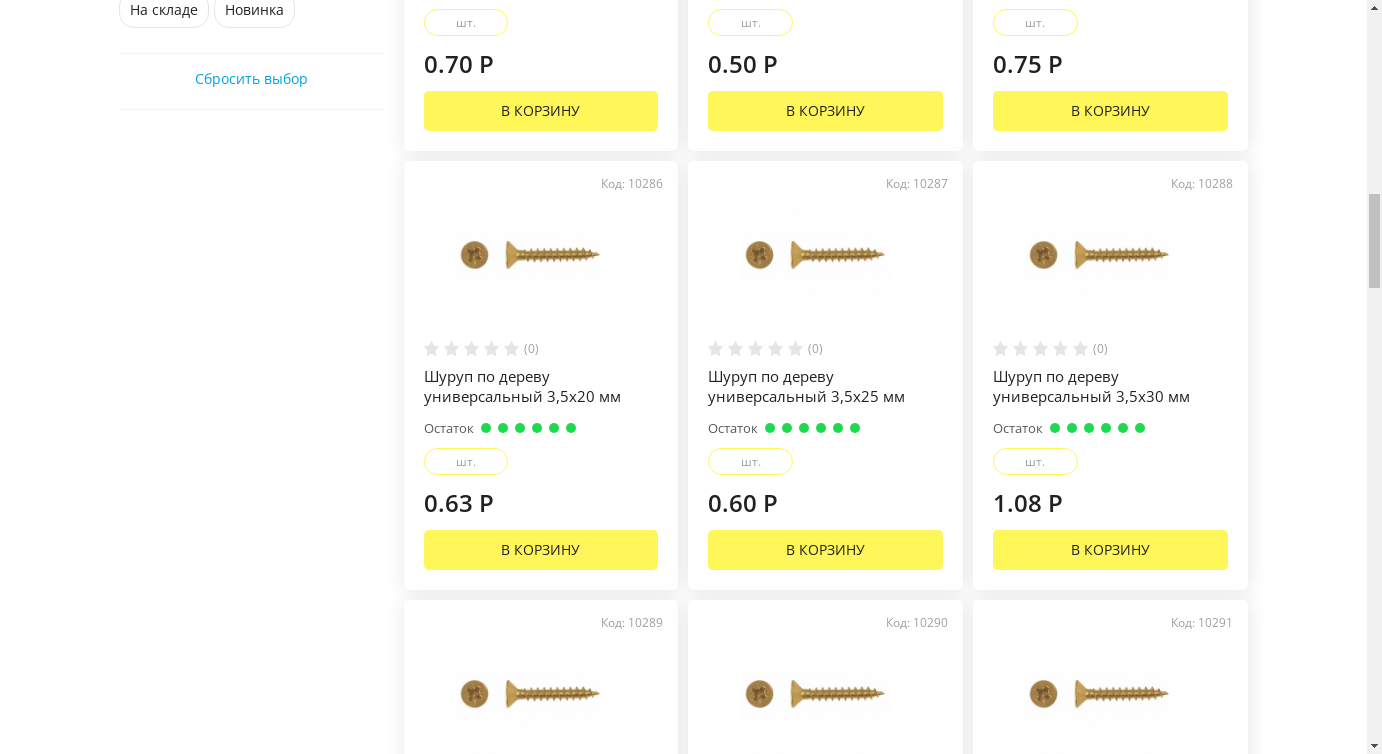 На складе
Новинка
Сбросить выбор
шт.
0.70 Р
В КОРЗИНУ
шт.
0.50 Р
В КОРЗИНУ
шт.
0.75 Р
В КОРЗИНУ
Код: 10286
(0)
Шуруп по дереву
универсальный 3,5х20 мм
Остаток
шт.
0.63 Р
В КОРЗИНУ
Код: 10287
(0)
Шуруп по дереву
универсальный 3,5х25 мм
Остаток
шт.
0.60 Р
В КОРЗИНУ
Код: 10288
(0)
Шуруп по дереву
универсальный 3,5х30 мм
Остаток
шт.
1.08 Р
В КОРЗИНУ
Код: 10289
Код: 10290
Код: 10291